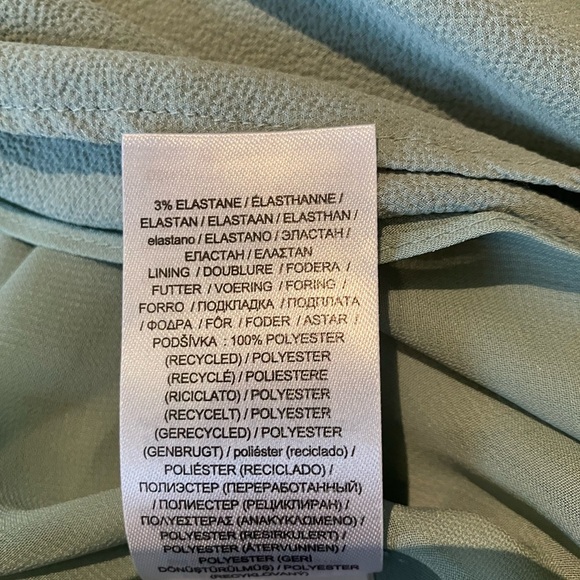 3% ELASTANE / ÉLASTHANNE /
ELASTAN / ELASTAAN / ELASTHAN /
elastano / ELASTANO / ЭЛАСТАН /
ЕЛАСТАН / ΕΛΑΣΤΑΝ
LINING / DOUBLURE / FODERA /
FUTTER / VOERING / FORING /
FORRO / ПОДКЛАДКА / ПОДПЛАТА
/ ΦΟΔΡΑ / FÓR / FODER / ASTAR /
PODŠÍVKA : 100% POLYESTER
(RECYCLED) / POLYESTER
(RECYCLÉ) / POLIESTERE
(RICICLATO) / POLYESTER
(RECYCELT) / POLYESTER
(GERECYCLED) / POLYESTER
(GENBRUGT) / poliéster (reciclado) /
POLIÉSTER (RECICLADO) /
ПОЛИЭСТЕР (ПЕРЕРАБОТАННЫЙ)
/ ПОЛИЕСТЕР (РЕЦИКЛИРАН) /
ΠΟΛΥΕΣΤΕΡΑΣ (ΑΝΑΚΥΚΛΩΜΕΝΟ) /
POLYESTER (RESIRKULERT) /
POLYESTER (ÅTERVUNNEN) /
POLYESTER (GERİ
DÖNÜŞTÜRÜLMÜŞ) / POLYESTER
(RECYKLOVANÝ)